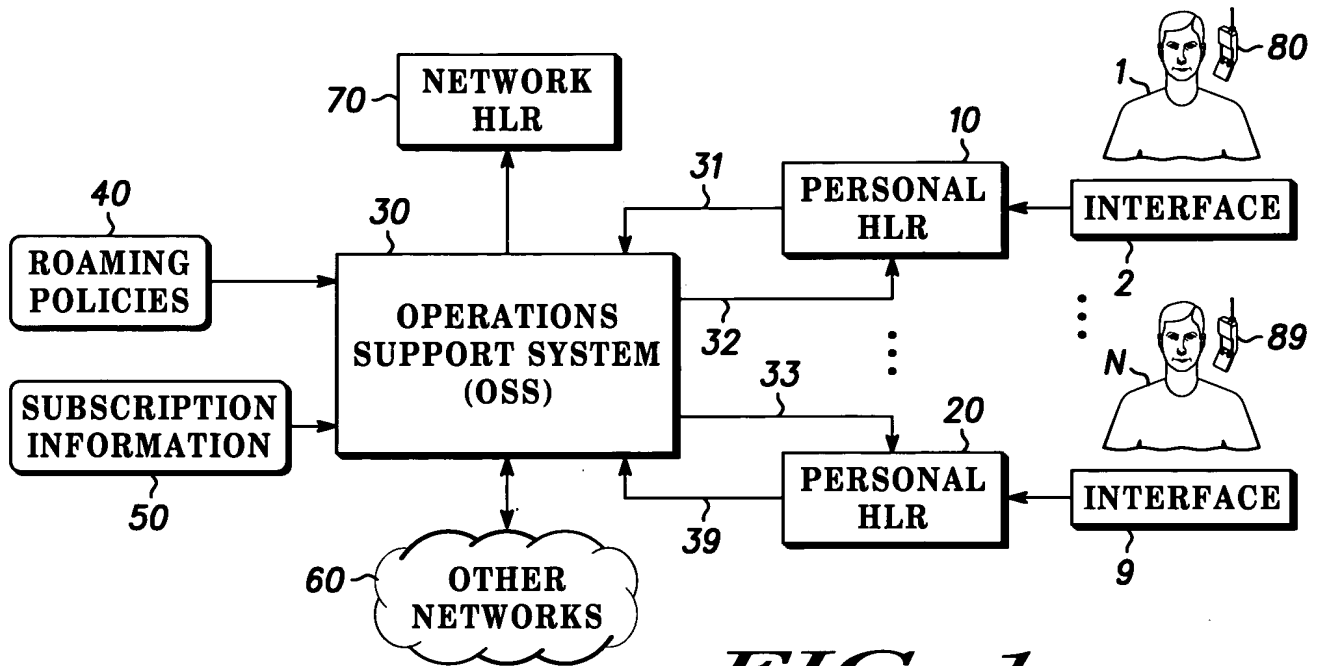 80
1
NETWORK
HLR
70
10
PERSONAL
HLR
31
INTERFACE
2
40
ROAMING
POLICIES
30
OPERATIONS
SUPPORT SYSTEM
(OSS)
32
89
N
33
SUBSCRIPTION
INFORMATION
50
20
PERSONAL
HLR
39
INTERFACE
9
60
OTHER
NETWORKS
FIG. 1